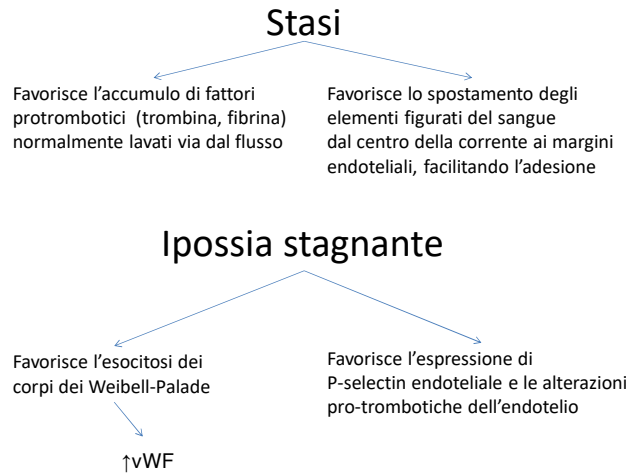 Stasi
Favorisce l’accumulo di fattori
protrombotici (trombina, fibrina)
normalmente lavati via dal flusso
Favorisce lo spostamento degli
elementi figurati del sangue
dal centro della corrente ai margini
endoteliali, facilitando l’adesione
Ipossia stagnante
Favorisce l’esocitosi dei
corpi dei Weibell-Palade
↑vWF
Favorisce l’espressione di
P-selectin endoteliale e le alterazioni
pro-trombotiche dell’endotelio